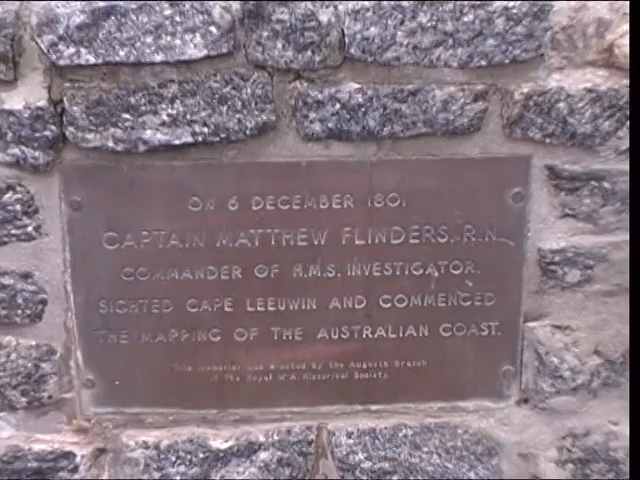 ON 6 DECEMBER 1801
CAPTAIN MATTHEW FLINDERS, R.N.
COMMANDER OF H.M.S. INVESTIGATOR.
SIGHTED CAPE LEEUWIN AND COMMENCED
THE MAPPING OF THE AUSTRALIAN COAST.
This Memorial was erected by the Augusta Branch
of The Royal W.A. Historical Society.